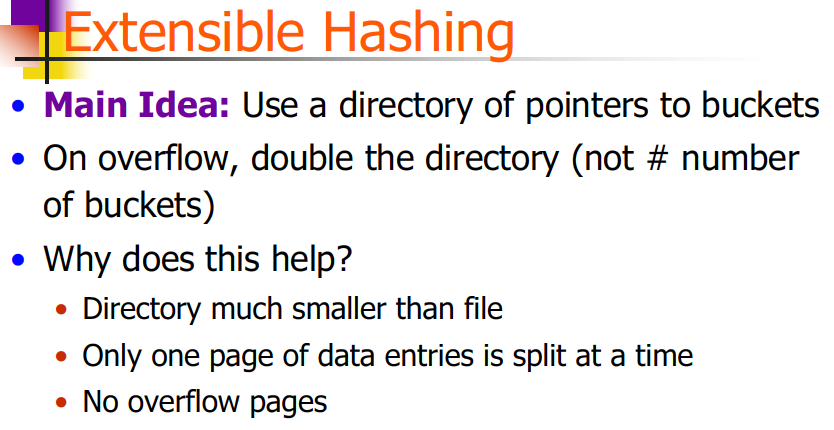 Extensible Hashing
• Main Idea: Use a directory of pointers to buckets
• On overflow, double the directory (not # number
of buckets)
• Why does this help?
• Directory much smaller than file
• Only one page of data entries is split at a time
• No overflow pages